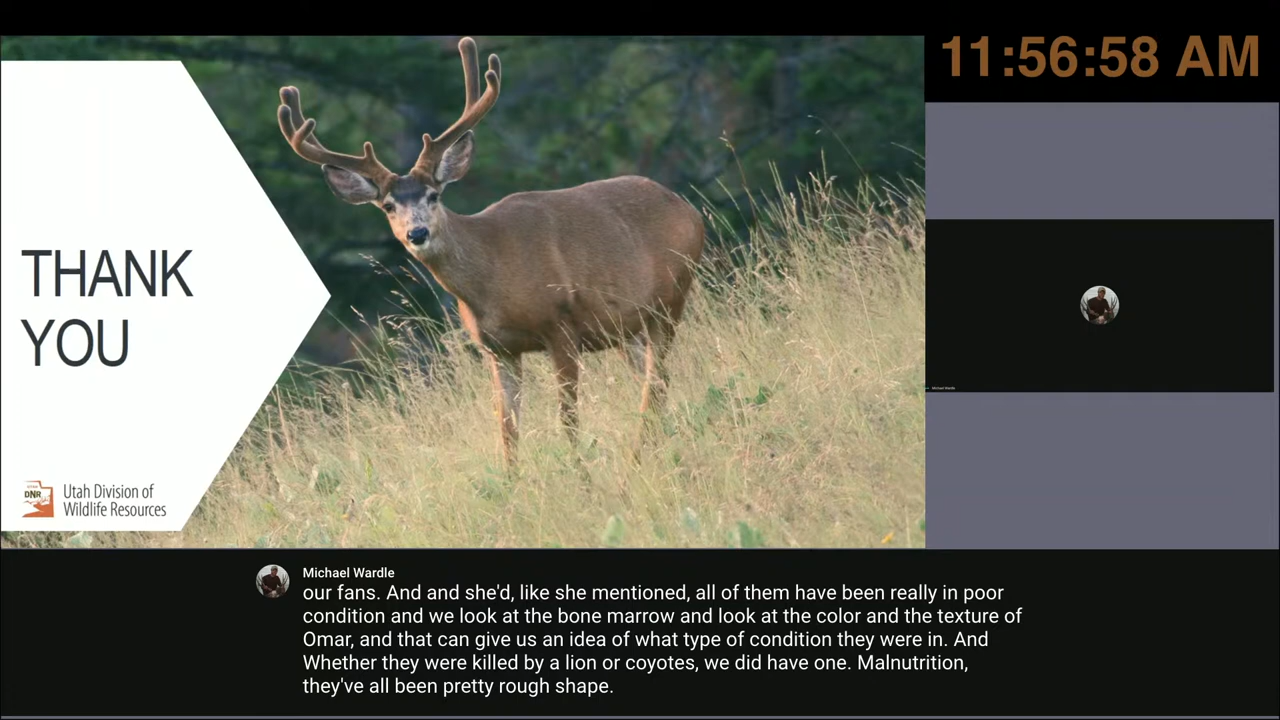 11:56:58 AM
THANK
YOU
UTAH
DNR
Utah Division of
Wildlife Resources
Michael Wardle
Michael Wardle
our fans. And and she'd, like she mentioned, all of them have been really in poor
condition and we look at the bone marrow and look at the color and the texture of
Omar, and that can give us an idea of what type of condition they were in. And
Whether they were killed by a lion or coyotes, we did have one. Malnutrition,
they've all been pretty rough shape.